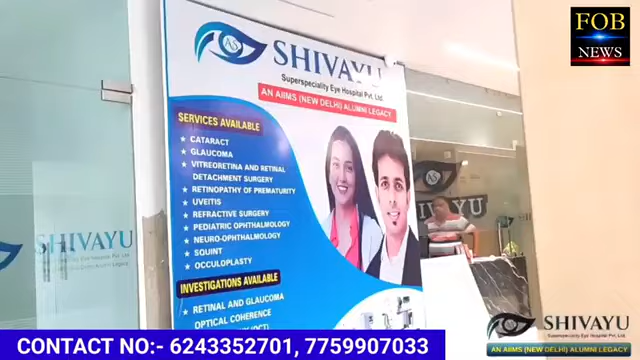 FOB
NEWS
AS
SHIVAYU
Superspeciality Eye Hospital Pvt. Ltd.
AN AIIMS (NEW DELHI) ALUMNI LEGACY
SERVICES AVAILABLE
★ CATARACT
★ GLAUCOMA
★ VITREORETINA AND RETINAL
DETACHMENT SURGERY
★ RETINOPATHY OF PREMATURITY
★ UVEITIS
★ REFRACTIVE SURGERY
★ PEDIATRIC OPHTHALMOLOGY
★ NEURO-OPHTHALMOLOGY
★ SQUINT
★ OCCULOPLASTY
INVESTIGATIONS AVAILABLE
★ RETINAL AND GLAUCOMA
OPTICAL COHERENCE
SHIVAYU
IVAYU
SHIVAYU
Superspeciality Eye Hospital Pvt. Ltd.
AN AIIMS (NEW DELHI) ALUMNI LEGACY
CONTACT NO:- 6243352701, 7759907033